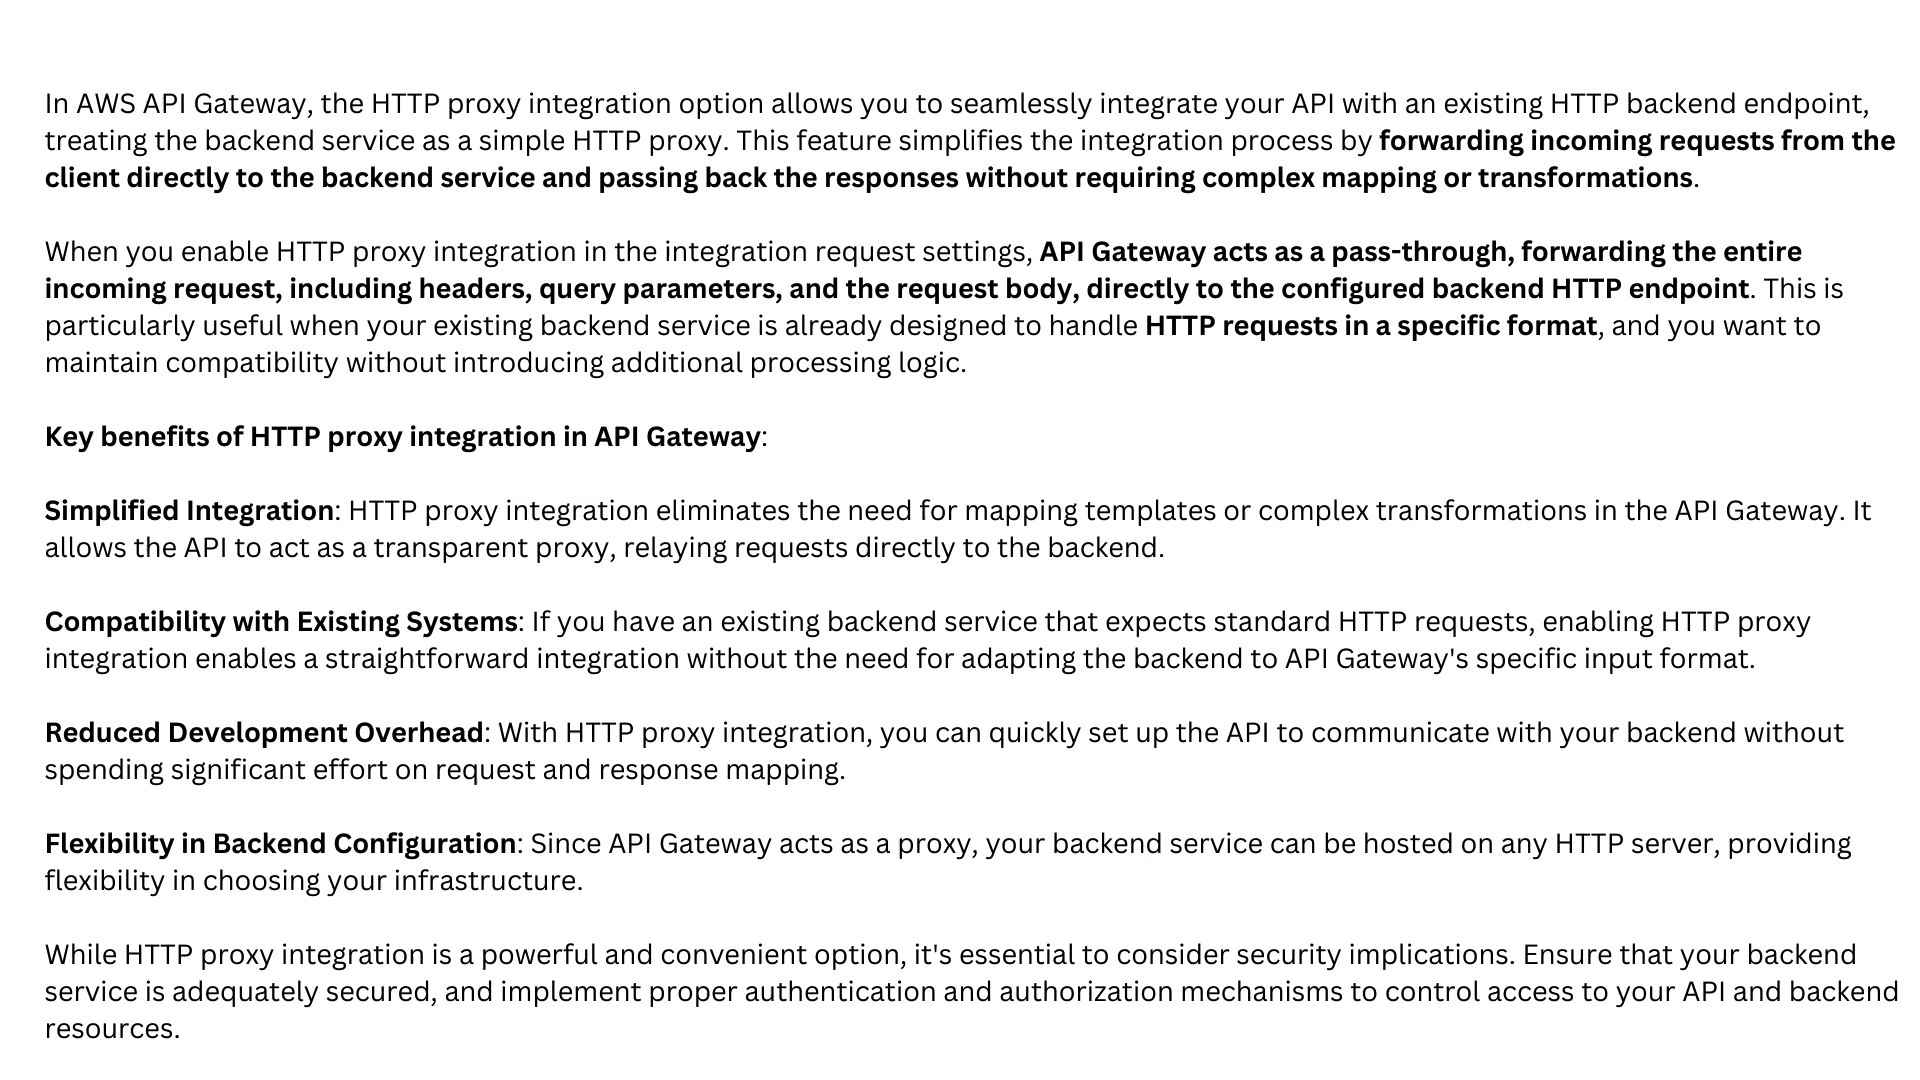 In AWS API Gateway, the HTTP proxy integration option allows you to seamlessly integrate your API with an existing HTTP backend endpoint,
treating the backend service as a simple HTTP proxy. This feature simplifies the integration process by forwarding incoming requests from the
client directly to the backend service and passing back the responses without requiring complex mapping or transformations.
When you enable HTTP proxy integration in the integration request settings, API Gateway acts as a pass-through, forwarding the entire
incoming request, including headers, query parameters, and the request body, directly to the configured backend HTTP endpoint. This is
particularly useful when your existing backend service is already designed to handle HTTP requests in a specific format, and you want to
maintain compatibility without introducing additional processing logic.
Key benefits of HTTP proxy integration in API Gateway:
Simplified Integration: HTTP proxy integration eliminates the need for mapping templates or complex transformations in the API Gateway. It
allows the API to act as a transparent proxy, relaying requests directly to the backend.
Compatibility with Existing Systems: If you have an existing backend service that expects standard HTTP requests, enabling HTTP proxy
integration enables a straightforward integration without the need for adapting the backend to API Gateway's specific input format.
Reduced Development Overhead: With HTTP proxy integration, you can quickly set up the API to communicate with your backend without
spending significant effort on request and response mapping.
Flexibility in Backend Configuration: Since API Gateway acts as a proxy, your backend service can be hosted on any HTTP server, providing
flexibility in choosing your infrastructure.
While HTTP proxy integration is a powerful and convenient option, it's essential to consider security implications. Ensure that your backend
service is adequately secured, and implement proper authentication and authorization mechanisms to control access to your API and backend
resources.